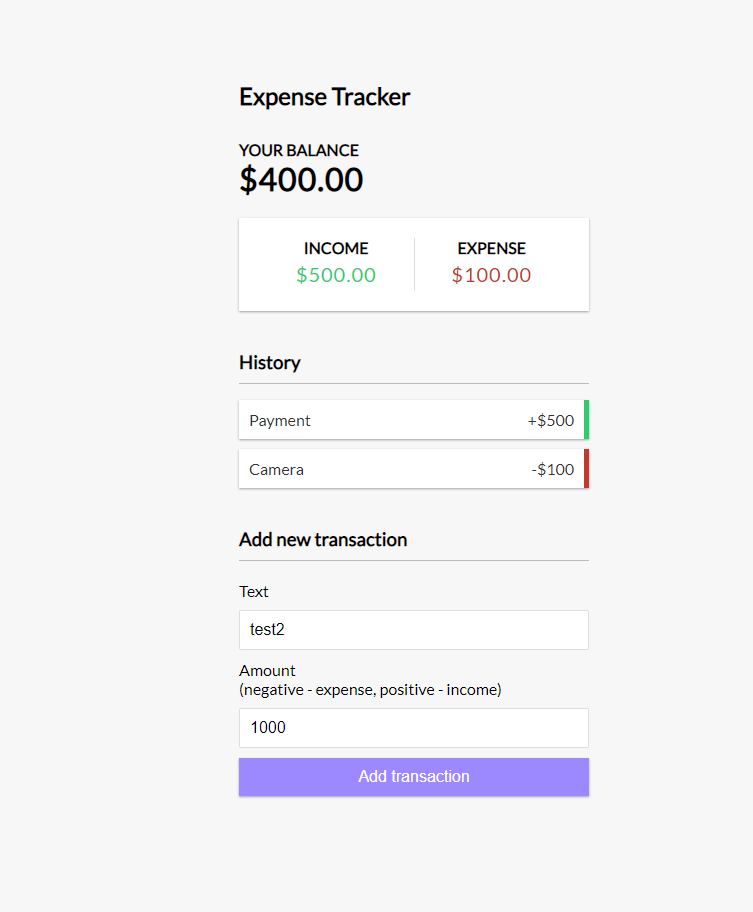 Expense Tracker
YOUR BALANCE
$400.00
INCOME
$500.00
EXPENSE
$100.00
History
Payment +$500
Camera -$100
Add new transaction
Text
test2
Amount
(negative - expense, positive - income)
1000
Add transaction